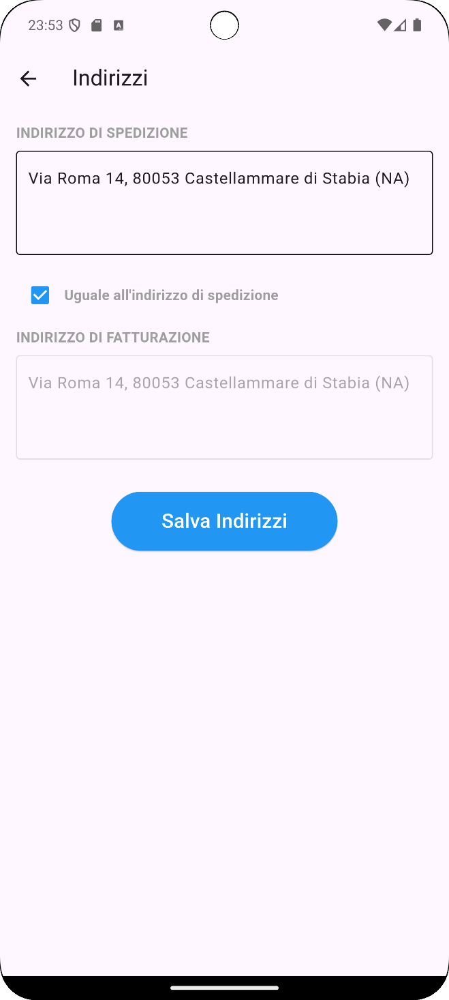 23:53
Indirizzi
INDIRIZZO DI SPEDIZIONE
Via Roma 14, 80053 Castellammare di Stabia (NA)
Uguale all'indirizzo di spedizione
INDIRIZZO DI FATTURAZIONE
Via Roma 14, 80053 Castellammare di Stabia (NA)
Salva Indirizzi